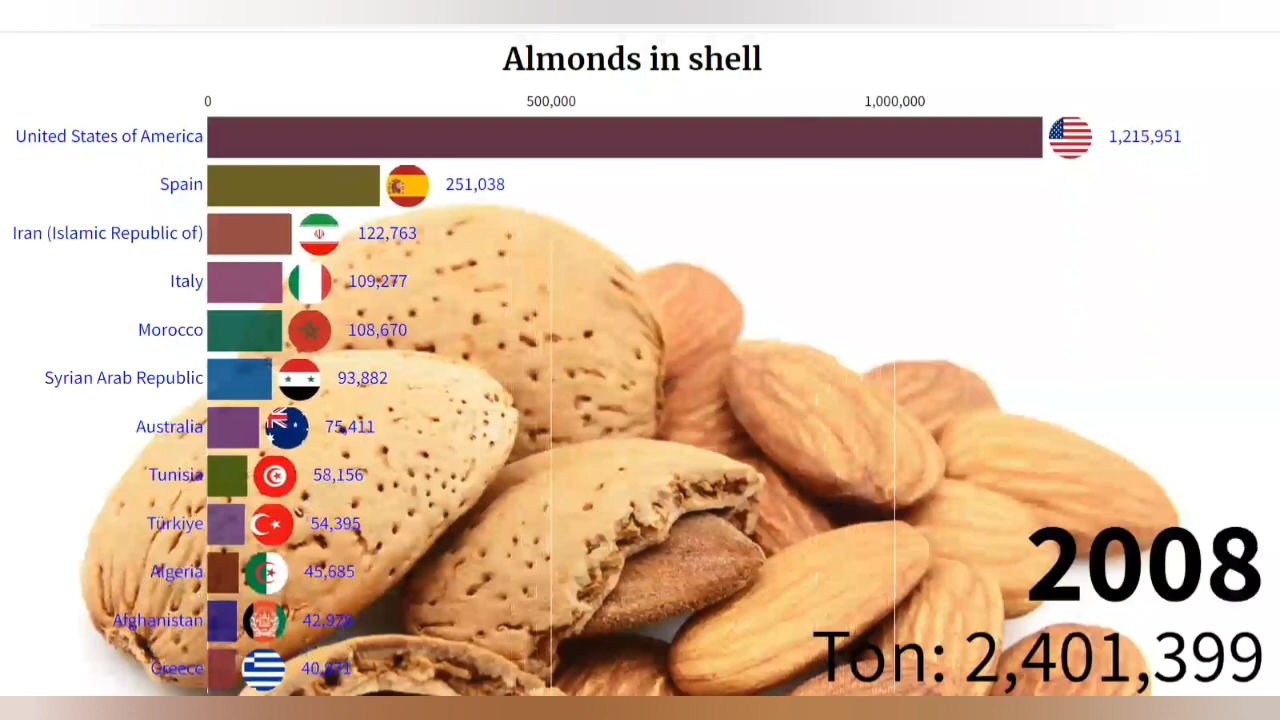 Almonds in shell
0 500,000 1,000,000
United States of America 1,215,951
Spain 251,038
Iran (Islamic Republic of) 122,763
Italy 109,277
Morocco 108,670
Syrian Arab Republic 93,882
Australia 75,411
Tunisia 58,156
Türkiye 54,395
Algeria 45,685
Afghanistan
Greece
2008
Ton: 2,401,399